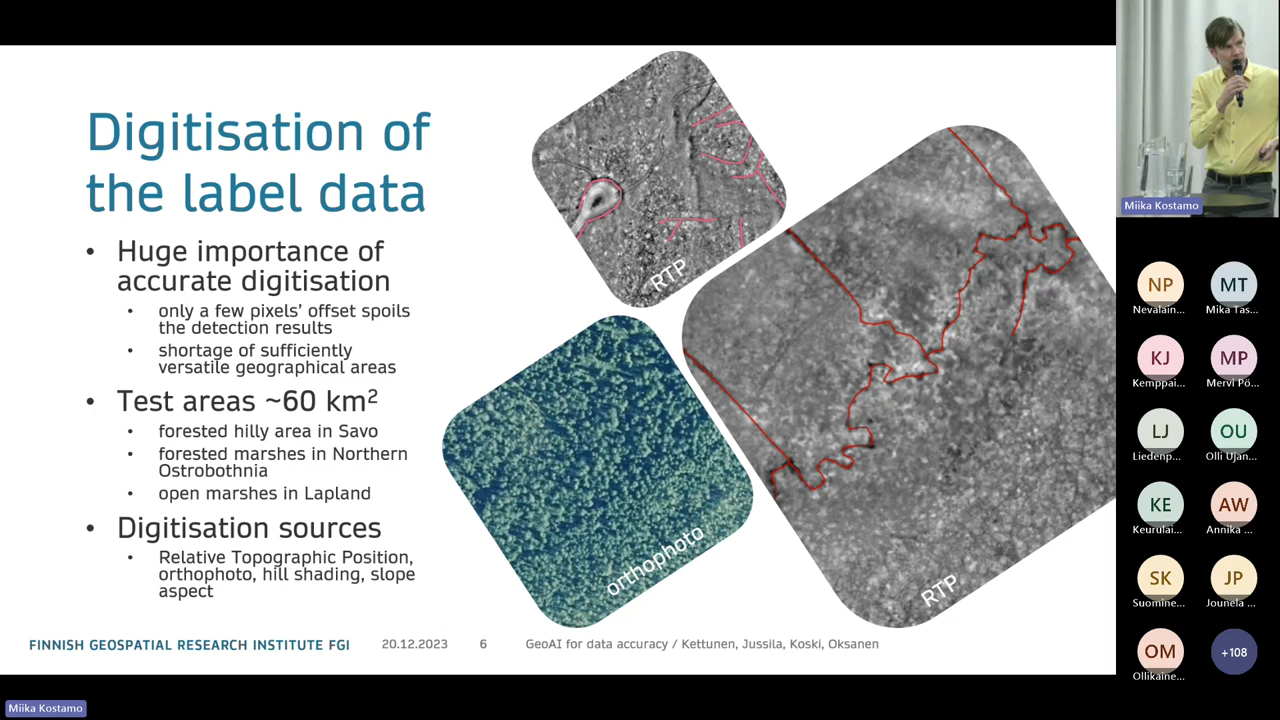 Digitisation of
the label data
• Huge importance of
accurate digitisation
• only a few pixels' offset spoils
the detection results
• shortage of sufficiently
versatile geographical areas
• Test areas ~60 km²
• forested hilly area in Savo
• forested marshes in Northern
Ostrobothnia
• open marshes in Lapland
• Digitisation sources
• Relative Topographic Position,
orthophoto, hill shading, slope
aspect
RTP
orthophoto
RTP
FINNISH GEOSPATIAL RESEARCH INSTITUTE FGI
20.12.2023
6
GeoAI for data accuracy / Kettunen, Jussila, Koski, Oksanen
Miika Kostamo
NP
Nevalain...
MT
Mika Tas...
KJ
Kemppai...
MP
Mervi Pö...
LJ
Liedenp...
OU
Olli Ujan...
KE
Keurulai...
AW
Annika ...
SK
Suomine...
JP
Jounela ...
OM
Ollikaine...
+108
Miika Kostamo